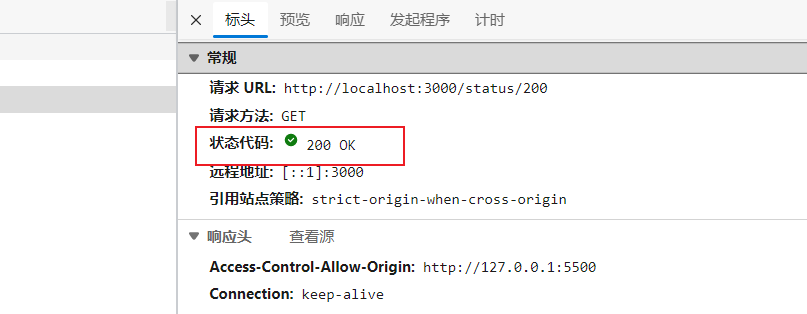 标头 预览 响应 发起程序 计时
常规
请求 URL: http://localhost:3000/status/200
请求方法: GET
状态代码: 200 OK
远程地址: [::1]:3000
引用站点策略: strict-origin-when-cross-origin
响应头 查看源
Access-Control-Allow-Origin: http://127.0.0.1:5500
Connection: keep-alive